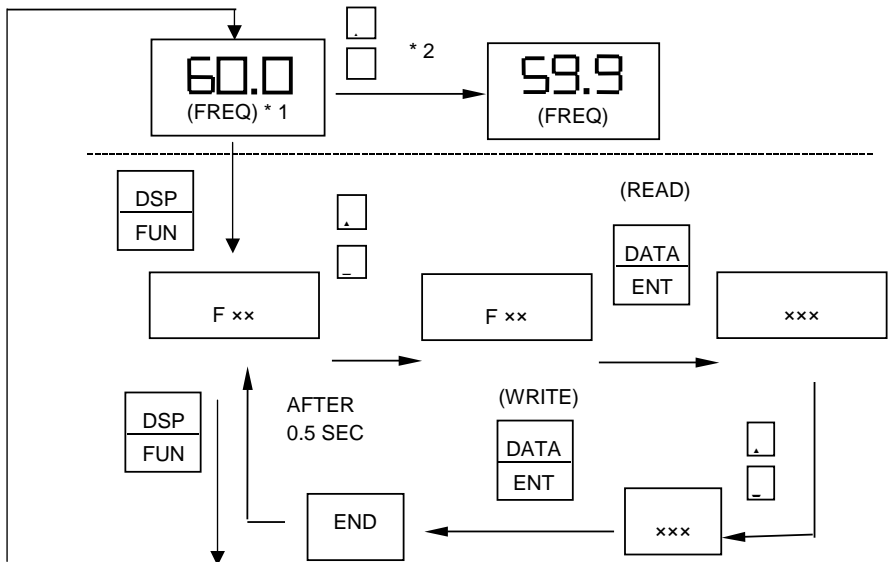 60.0
(FREQ) * 1
* 2
59.9
(FREQ)
DSP
FUN
(READ)
DATA
ENT
F ××
F ××
×××
DSP
FUN
AFTER
0.5 SEC
(WRITE)
DATA
ENT
END
×××